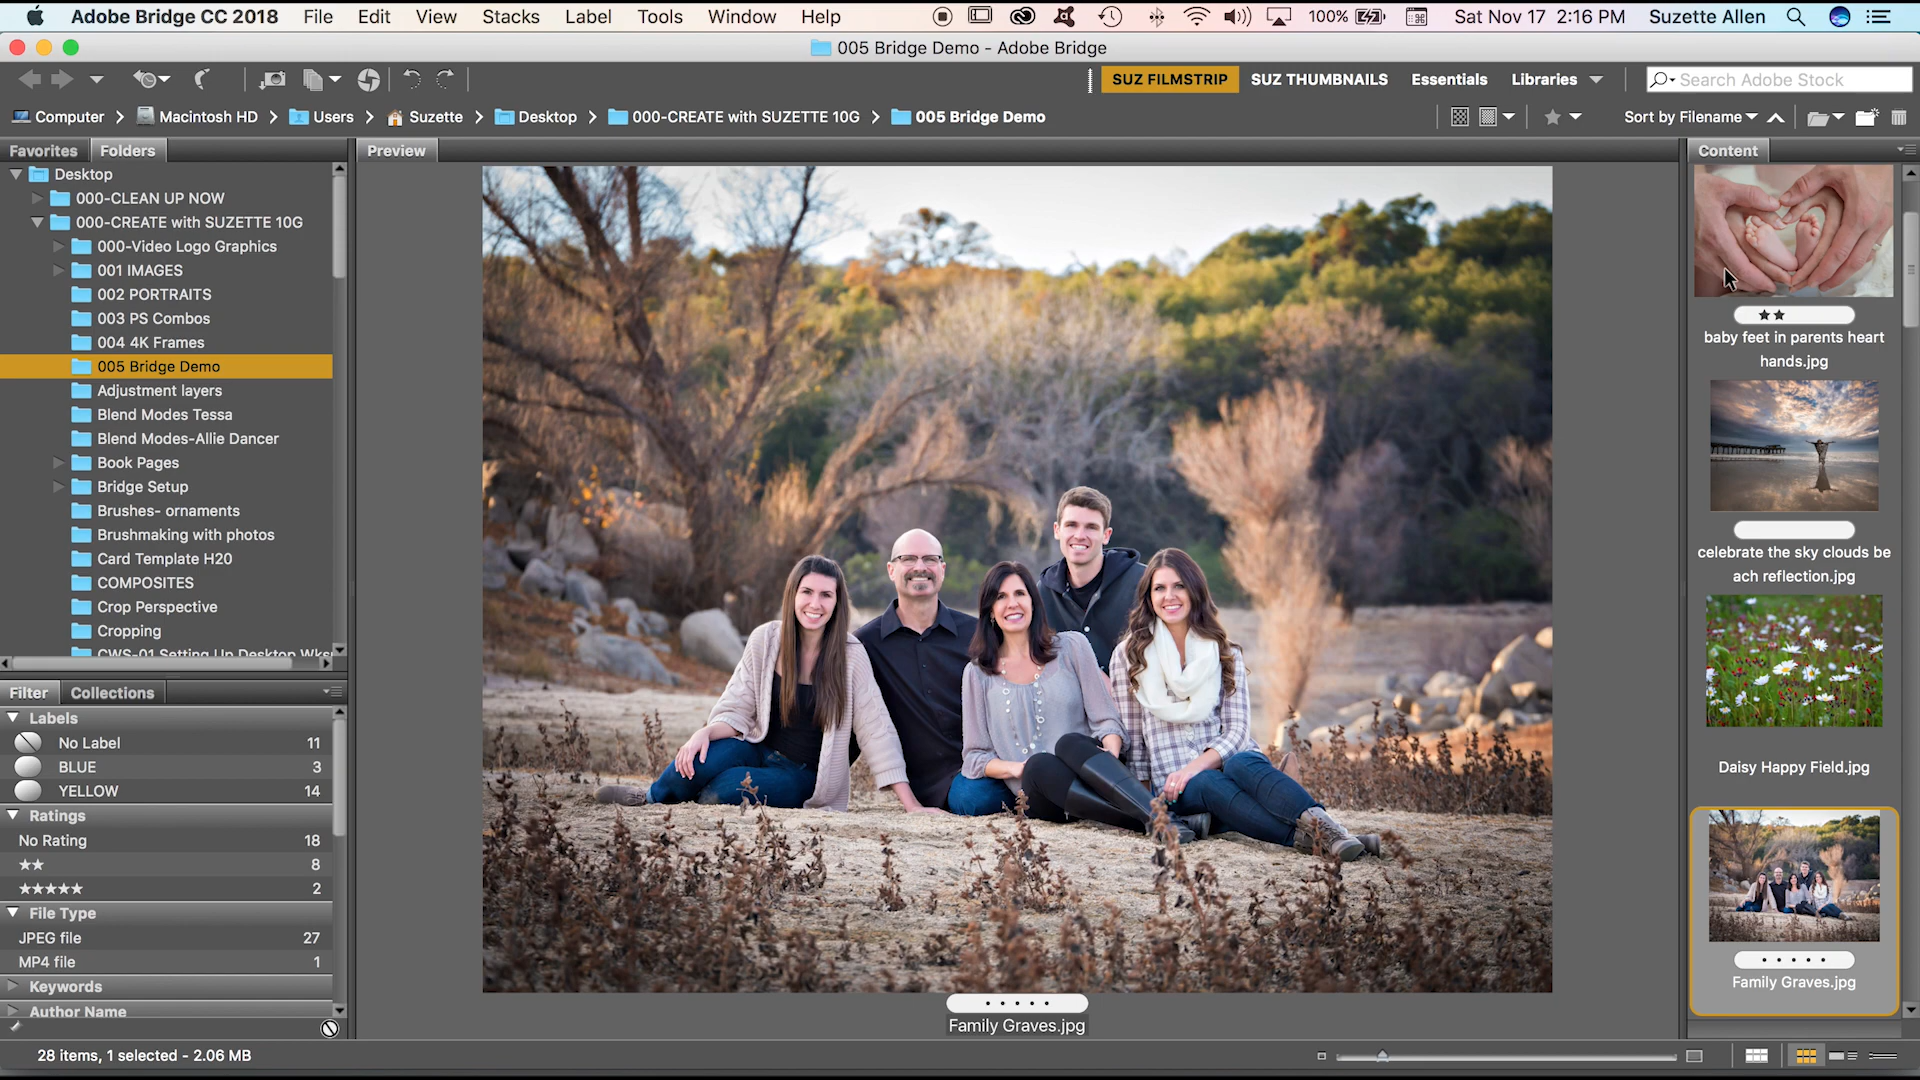 Adobe Bridge CC 2018 File Edit View Stacks Label Tools Window Help 100% Sat Nov 17 2:16 PM Suzette Allen
005 Bridge Demo - Adobe Bridge
SUZ FILMSTRIP SUZ THUMBNAILS Essentials Libraries Search Adobe Stock
Computer Macintosh HD Users Suzette Desktop 000-CREATE with SUZETTE 10G 005 Bridge Demo Sort by Filename
Favorites Folders
Desktop
000-CLEAN UP NOW
000-CREATE with SUZETTE 10G
000-Video Logo Graphics
001 IMAGES
002 PORTRAITS
003 PS Combos
004 4K Frames
005 Bridge Demo
Adjustment layers
Blend Modes Tessa
Blend Modes-Allie Dancer
Book Pages
Bridge Setup
Brushes- ornaments
Brushmaking with photos
Card Template H20
COMPOSITES
Crop Perspective
Cropping
CWS-01 Setting Up Desktop Wks
Filter Collections
Labels
No Label 11
BLUE 3
YELLOW 14
Ratings
No Rating 18
★★ 8
★★★★★ 2
File Type
JPEG file 27
MP4 file 1
Keywords
Author Name
28 items, 1 selected - 2.06 MB
Preview
Family Graves.jpg
Content
★★
baby feet in parents heart
hands.jpg
celebrate the sky clouds be
ach reflection.jpg
Daisy Happy Field.jpg
Family Graves.jpg